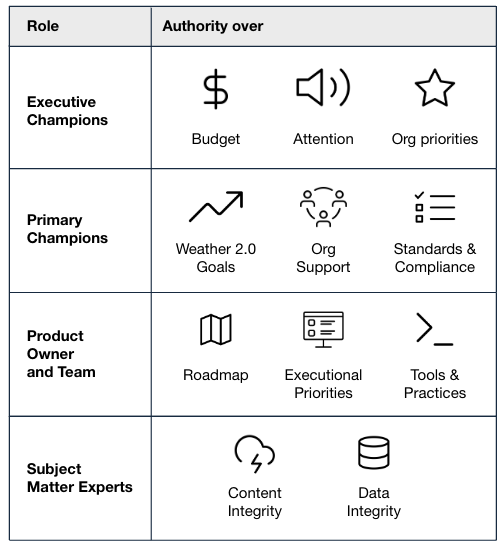 Role
Authority over
Executive
Champions
Budget
Attention
Org priorities
Primary
Champions
Weather 2.0
Goals
Org
Support
Standards &
Compliance
Product
Owner
and Team
Roadmap
Executional
Priorities
Tools &
Practices
Subject
Matter Experts
Content
Integrity
Data
Integrity